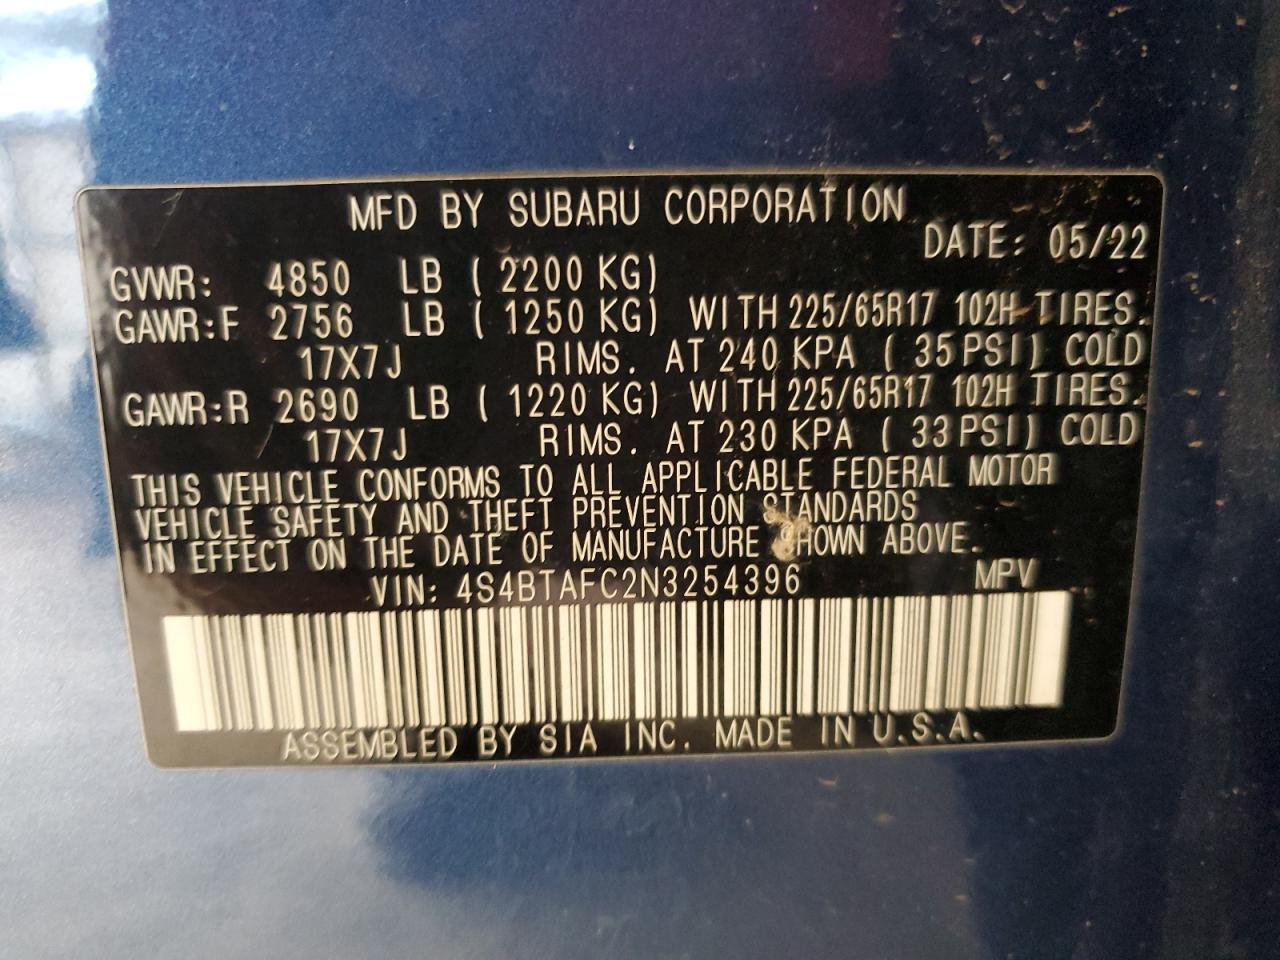 MFD BY SUBARU CORPORATION
DATE: 05/22
GVWR: 4850 LB ( 2200 KG)
GAWR:F 2756 LB ( 1250 KG) WITH 225/65R17 102H TIRES.
17X7J RIMS. AT 240 KPA ( 35 PSI) COLD
GAWR:R 2690 LB ( 1220 KG) WITH 225/65R17 102H TIRES.
17X7J RIMS. AT 230 KPA ( 33 PSI) COLD
THIS VEHICLE CONFORMS TO ALL APPLICABLE FEDERAL MOTOR
VEHICLE SAFETY AND THEFT PREVENTION STANDARDS
IN EFFECT ON THE DATE OF MANUFACTURE SHOWN ABOVE.
VIN: 4S4BTAFC2N3254396 MPV
ASSEMBLED BY SIA INC. MADE IN U.S.A.